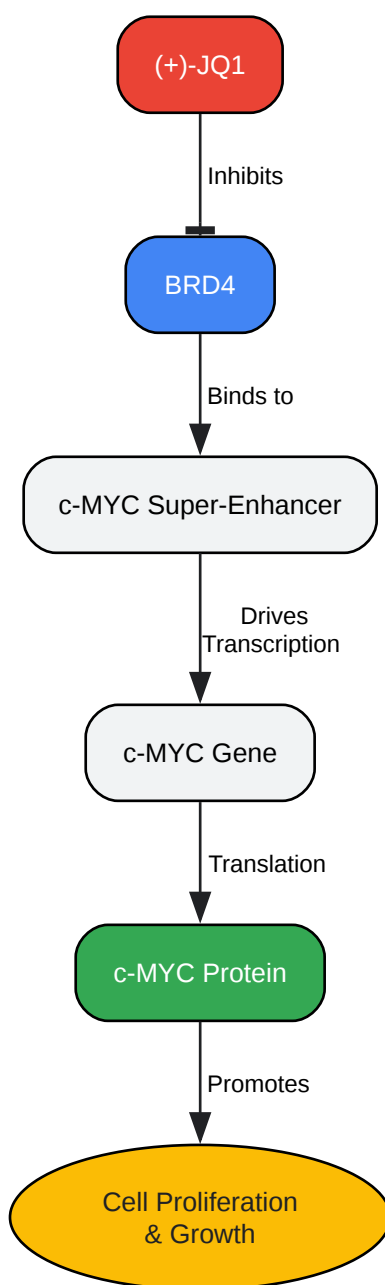 (+)-JQ1
Inhibits
BRD4
Binds to
c-MYC Super-Enhancer
Drives
Transcription
c-MYC Gene
Translation
c-MYC Protein
Promotes
Cell Proliferation
& Growth